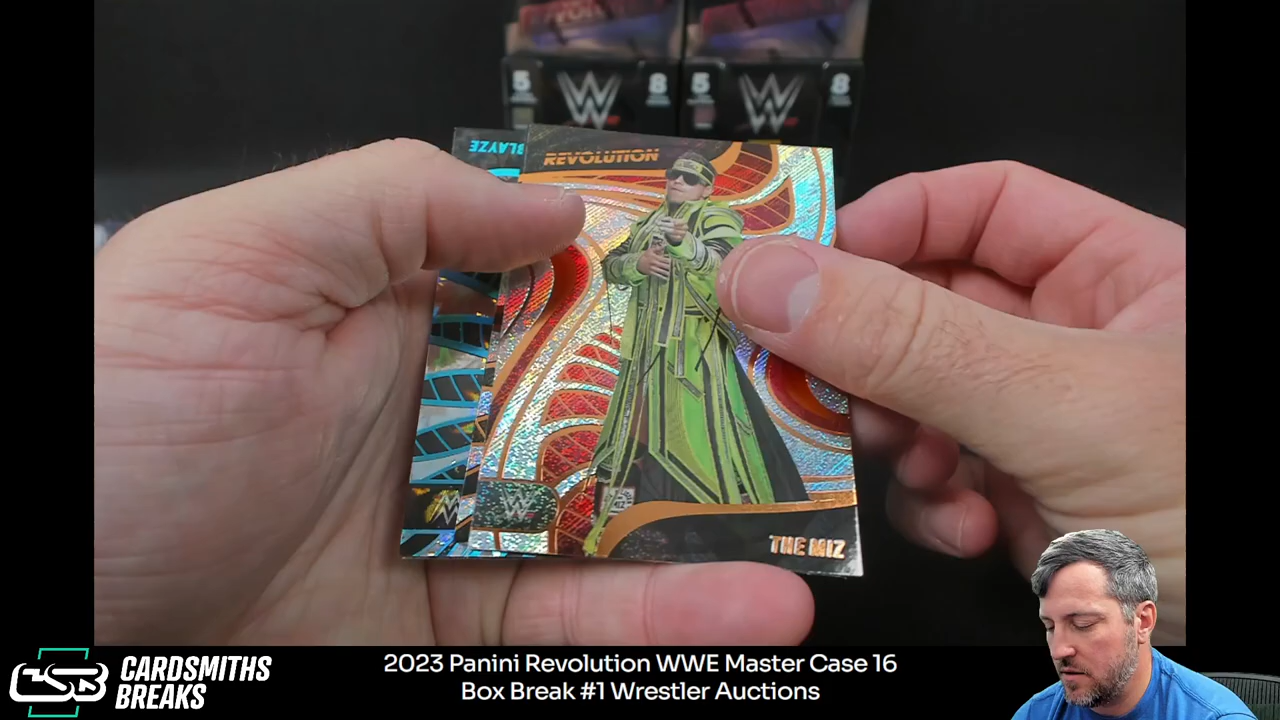 5 W 8 5 W 8
BLAYZE
REVOLUTION
W
THE MIZ
CSB CARDSMITHS
BREAKS
2023 Panini Revolution WWE Master Case 16
Box Break #1 Wrestler Auctions